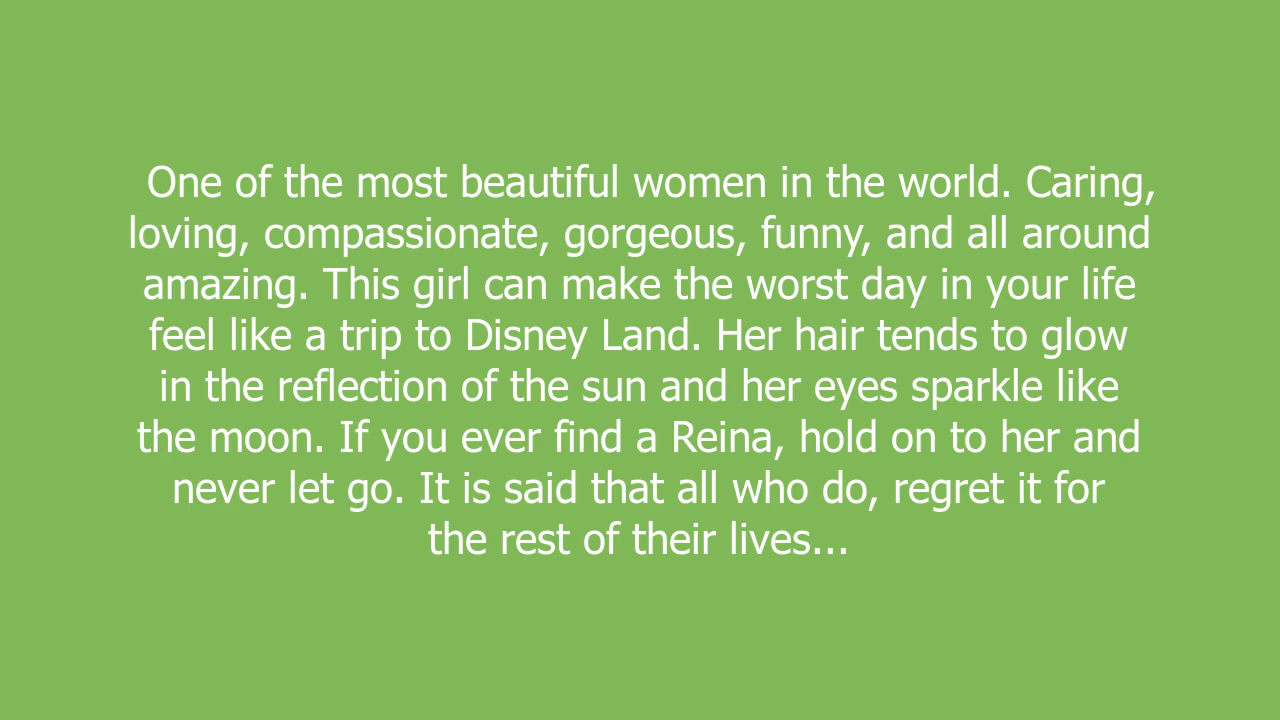 One of the most beautiful women in the world. Caring,
loving, compassionate, gorgeous, funny, and all around
amazing. This girl can make the worst day in your life
feel like a trip to Disney Land. Her hair tends to glow
in the reflection of the sun and her eyes sparkle like
the moon. If you ever find a Reina, hold on to her and
never let go. It is said that all who do, regret it for
the rest of their lives...